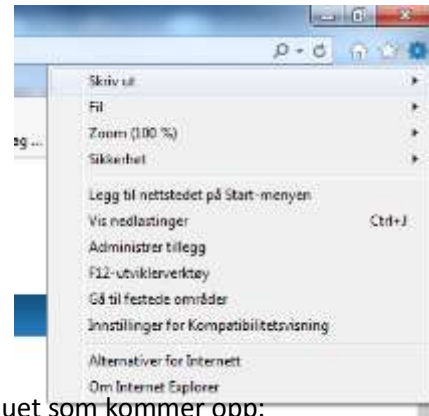 Skriv ut
Fil
Zoom (100 %)
øg ...
Sikkerhet
Legg til nettstedet på Start-menyen
Vis nedlastinger Ctrl+J
Administrer tillegg
F12-utviklerverktøy
Gå til festede områder
Innstillinger for Kompatibilitetsvisning
Alternativer for Internett
Om Internet Explorer
uet som kommer opp: